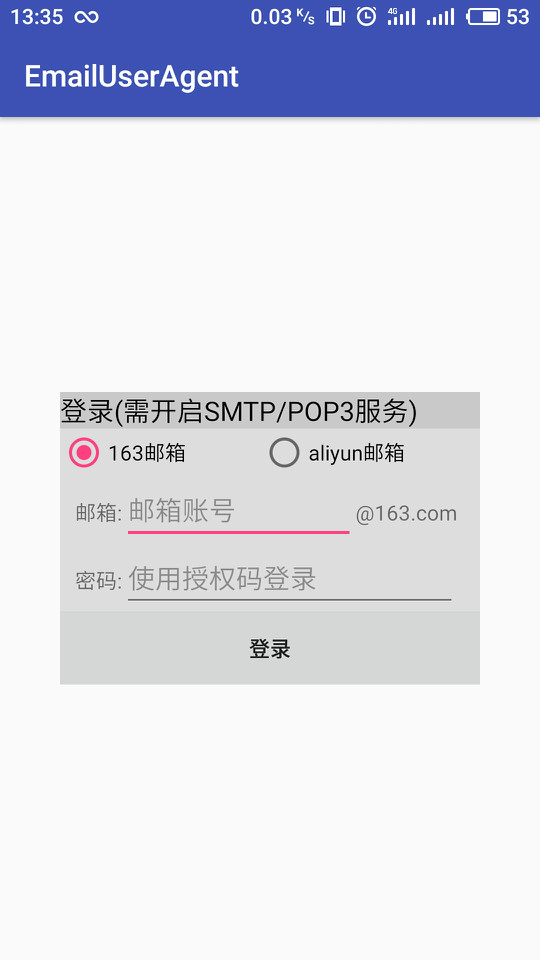 13:35 0.03 K/s 4G 53
EmailUserAgent
登录(需开启SMTP/POP3服务)
163邮箱 aliyun邮箱
邮箱: 邮箱账号 @163.com
密码: 使用授权码登录
登录